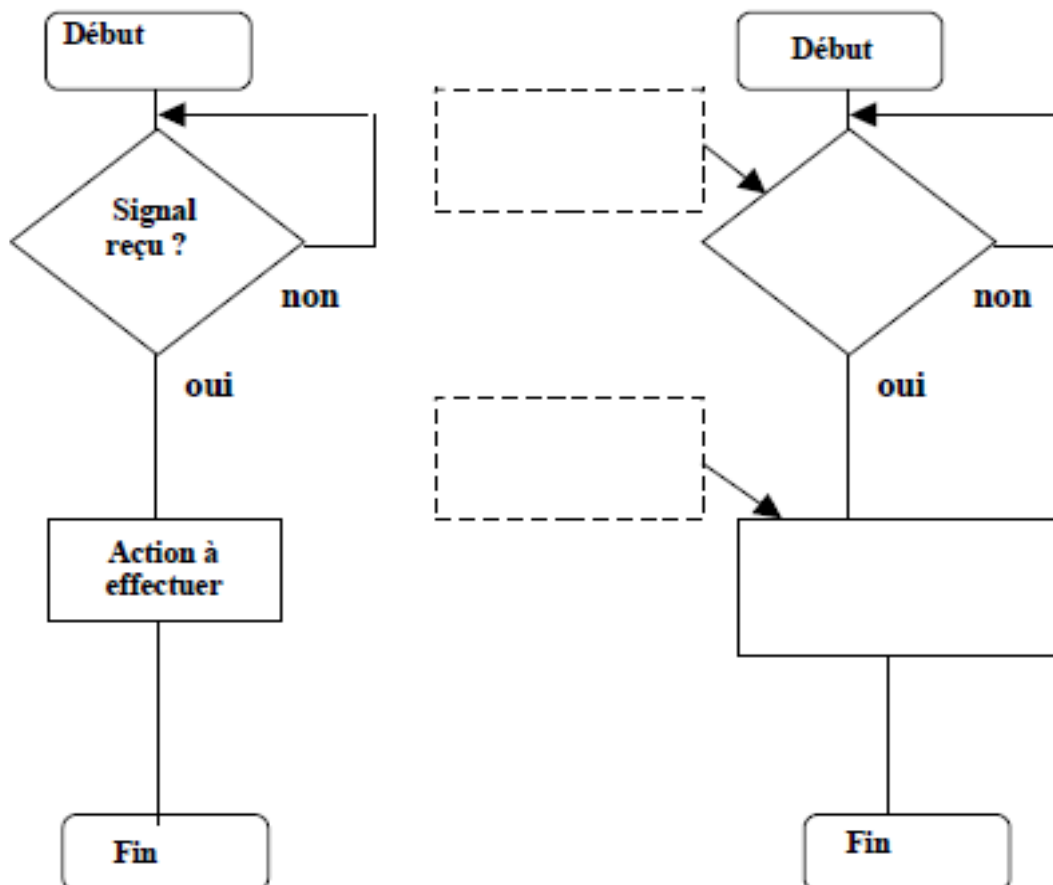 Début
Signal
reçu ?
non
oui
Action à
effectuer
Fin
Début
non
oui
Fin